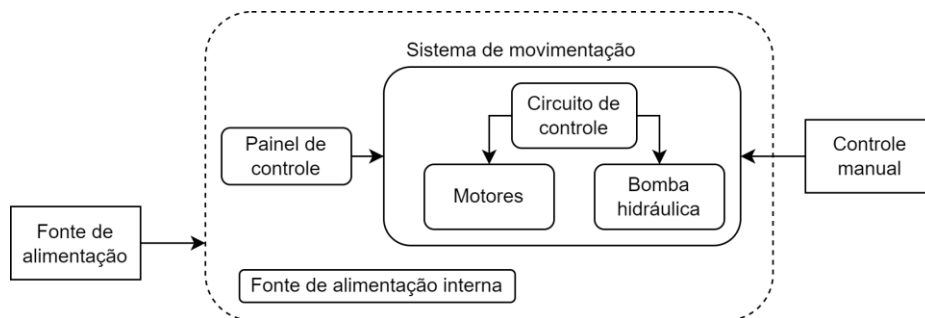 Sistema de movimentação
Circuito de
controle
Painel de
controle
Controle
manual
Motores
Bomba
hidráulica
Fonte de
alimentação
Fonte de alimentação interna